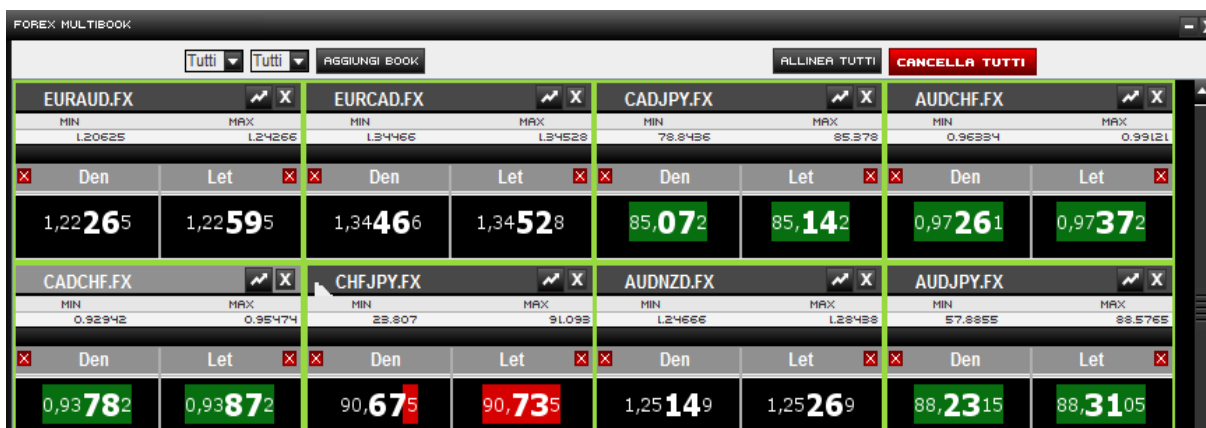 FOREX MULTIBOOK
Tutti Tutti AGGIUNGI BOOK ALLINEA TUTTI CANCELLA TUTTI
EURAUD.FX X EURCAD.FX X CADJPY.FX X AUDCHF.FX X
MIN MAX MIN MAX MIN MAX MIN MAX
1.20625 1.24266 1.34466 1.34528 78.8436 85.378 0.96334 0.99121
Den Let Den Let Den Let Den Let
1,22265 1,22595 1,34466 1,34528 85,072 85,142 0,97261 0,97372
CADCHF.FX X CHFJPY.FX X AUDNZD.FX X AUDJPY.FX X
MIN MAX MIN MAX MIN MAX MIN MAX
0.92942 0.95474 23.807 91.093 1.24666 1.28438 57.8855 88.5765
Den Let Den Let Den Let Den Let
0,93782 0,93872 90,675 90,735 1,25149 1,25269 88,2315 88,3105